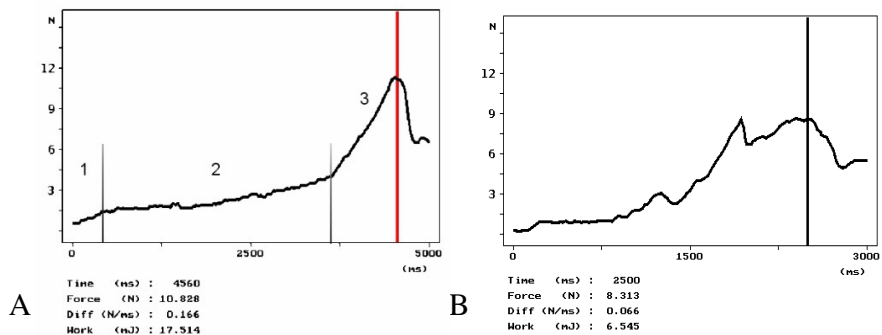 N
12
9
6
3
1
2
3
0
2500
5000
(ms)
Time (ms) : 4560
Force (N) : 10.828
Diff (N/ms) : 0.166
Work (mJ) : 17.514
A
N
12
9
6
3
0
1500
3000
(ms)
Time (ms) : 2500
Force (N) : 8.313
Diff (N/ms) : 0.066
Work (mJ) : 6.545
B